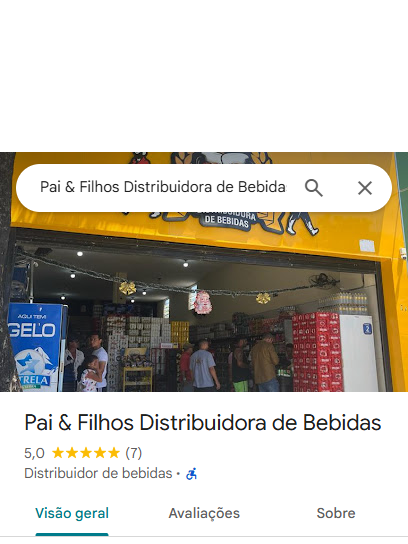 Pai & Filhos Distribuidora de Bebida
DISTRIBUIDORA
DE BEBIDAS
AQUI TEM
GELO
Pai & Filhos Distribuidora de Bebidas
5,0 (7)
Distribuidor de bebidas •
Visão geral
Avaliações
Sobre